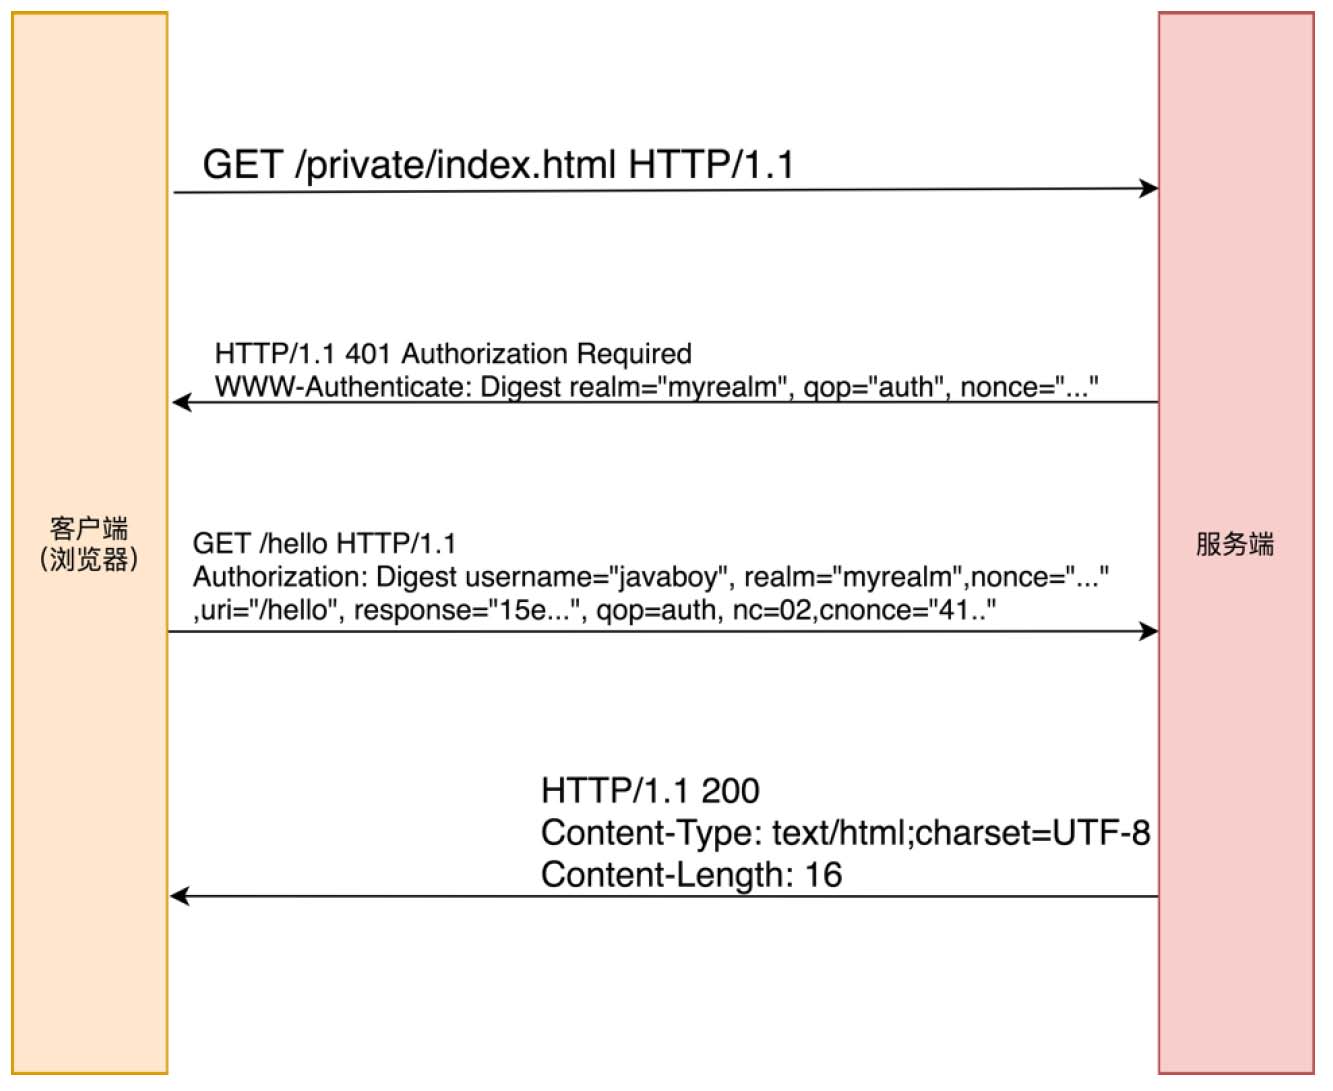 GET /private/index.html HTTP/1.1
HTTP/1.1 401 Authorization Required
WWW-Authenticate: Digest realm="myrealm", qop="auth", nonce="..."
客户端
（浏览器）
GET /hello HTTP/1.1
Authorization: Digest username="javaboy", realm="myrealm",nonce="..."
,uri="/hello", response="15e...", qop=auth, nc=02,cnonce="41.."
服务端
HTTP/1.1 200
Content-Type: text/html;charset=UTF-8
Content-Length: 16